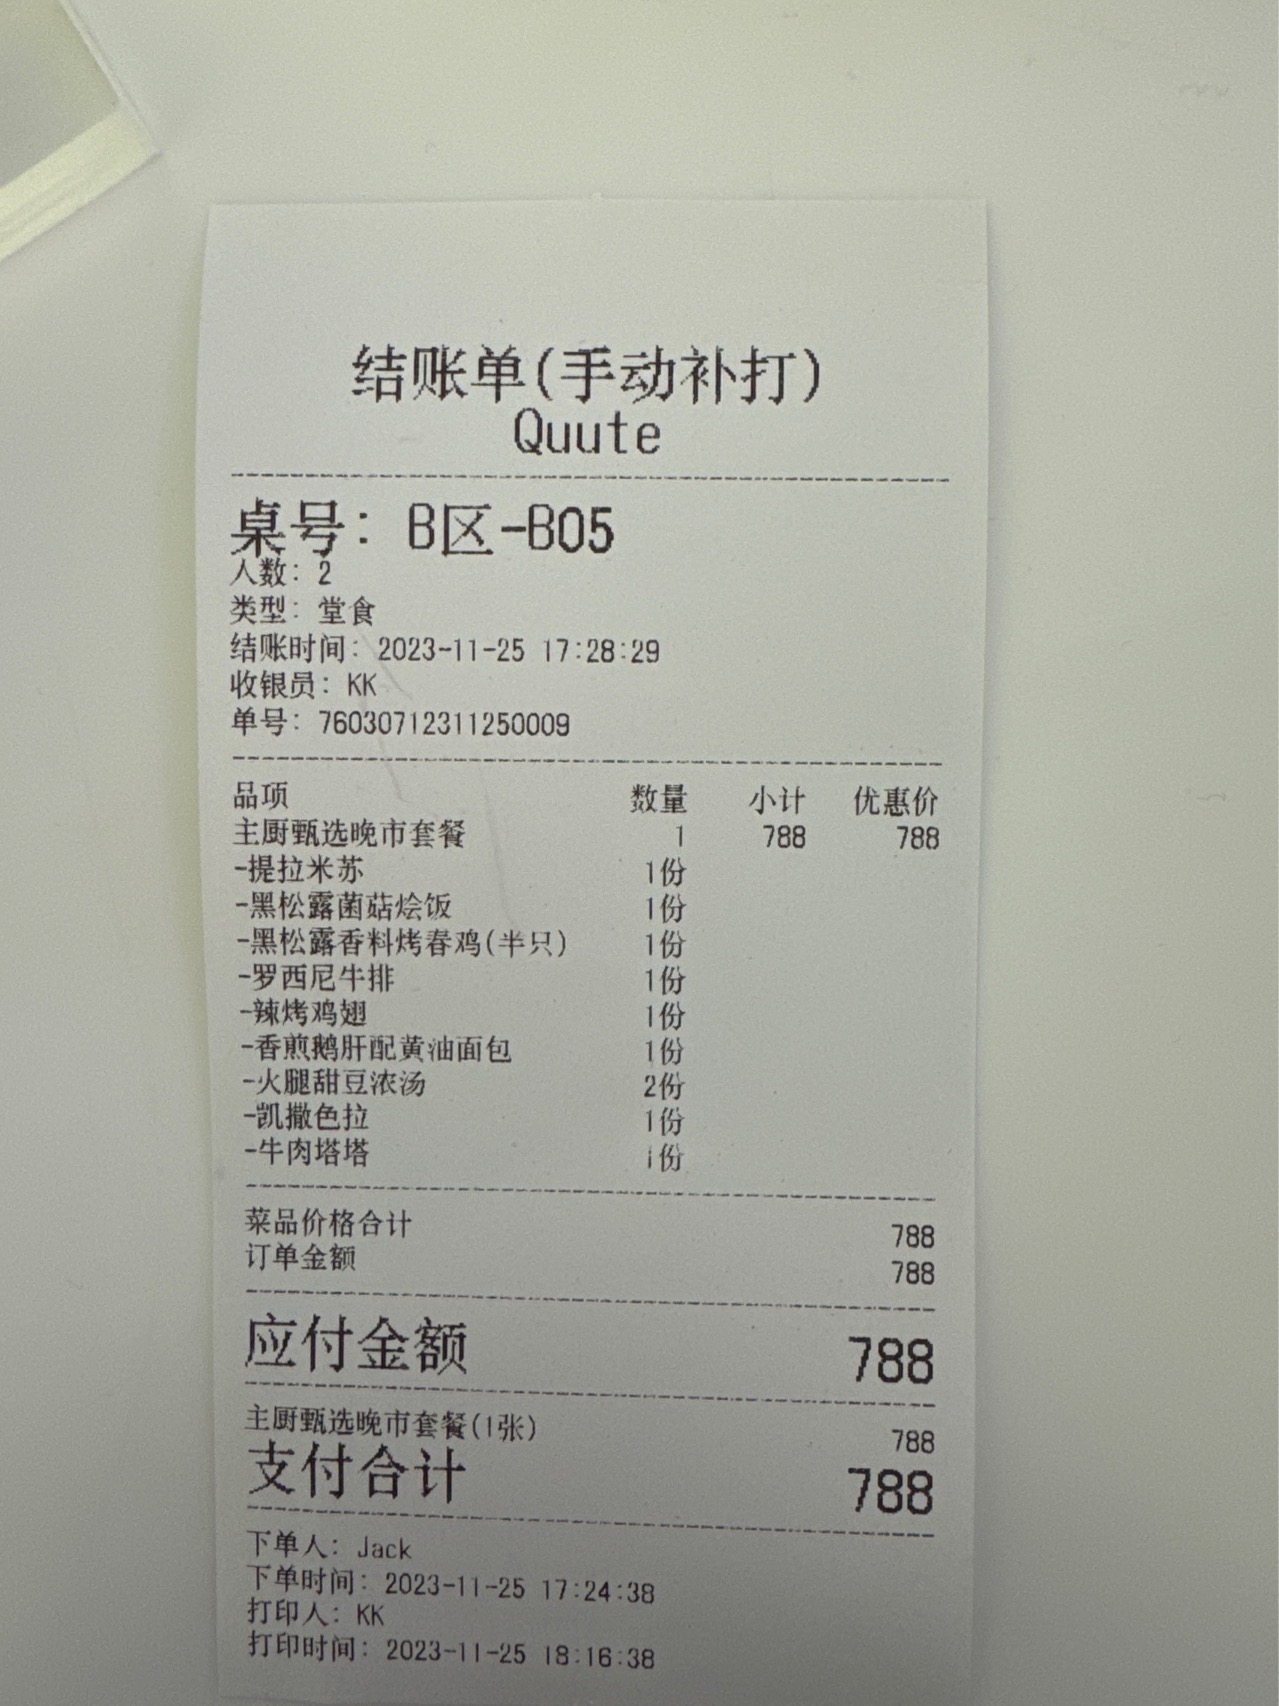 结账单(手动补打)
Quute
桌号: B区-B05
人数: 2
类型: 堂食
结账时间: 2023-11-25 17:28:29
收银员: KK
单号: 76030712311250009
品项 数量 小计 优惠价
主厨甄选晚市套餐 1 788 788
-提拉米苏 1份
-黑松露菌菇烩饭 1份
-黑松露香料烤春鸡(半只) 1份
-罗西尼牛排 1份
-辣烤鸡翅 1份
-香煎鹅肝配黄油面包 1份
-火腿甜豆浓汤 2份
-凯撒色拉 1份
-牛肉塔塔 1份
菜品价格合计 788
订单金额 788
应付金额 788
主厨甄选晚市套餐(1张) 788
支付合计 788
下单人: Jack
下单时间: 2023-11-25 17:24:38
打印人: KK
打印时间: 2023-11-25 18:16:38